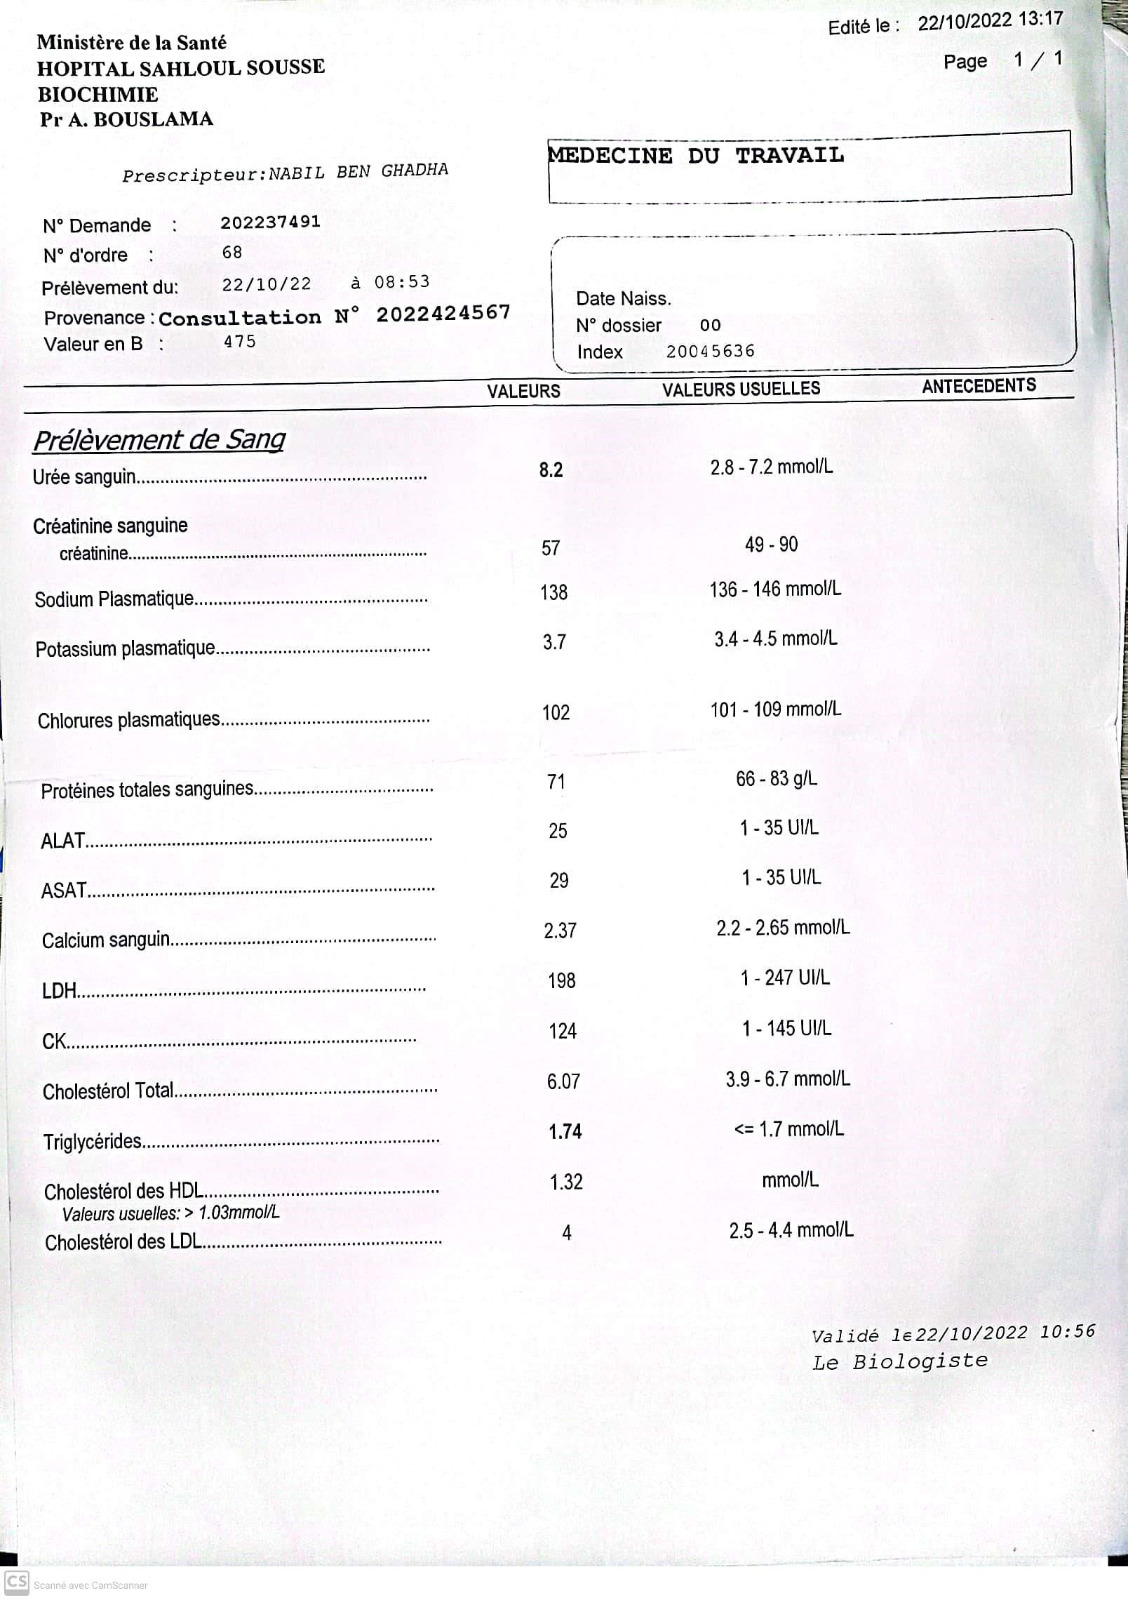 Edité le : 22/10/2022 13:17
Page 1 / 1
Ministère de la Santé
HOPITAL SAHLOUL SOUSSE
BIOCHIMIE
Pr A. BOUSLAMA
MEDECINE DU TRAVAIL
Prescripteur:NABIL BEN GHADHA
N° Demande : 202237491
N° d'ordre : 68
Prélèvement du: 22/10/22 à 08:53
Provenance : Consultation N° 2022424567
Valeur en B : 475
Date Naiss.
N° dossier 00
Index 20045636
VALEURS VALEURS USUELLES ANTECEDENTS
Prélèvement de Sang
Urée sanguin 8.2 2.8 - 7.2 mmol/L
Créatinine sanguine
créatinine 57 49 - 90
Sodium Plasmatique 138 136 - 146 mmol/L
Potassium plasmatique 3.7 3.4 - 4.5 mmol/L
Chlorures plasmatiques 102 101 - 109 mmol/L
Protéines totales sanguines 71 66 - 83 g/L
ALAT 25 1 - 35 UI/L
ASAT 29 1 - 35 UI/L
Calcium sanguin 2.37 2.2 - 2.65 mmol/L
LDH 198 1 - 247 UI/L
CK 124 1 - 145 UI/L
Cholestérol Total 6.07 3.9 - 6.7 mmol/L
Triglycérides 1.74 <= 1.7 mmol/L
Cholestérol des HDL 1.32 mmol/L
Valeurs usuelles: > 1.03mmol/L
Cholestérol des LDL 4 2.5 - 4.4 mmol/L
Validé le22/10/2022 10:56
Le Biologiste
CS Scanné avec CamScanner